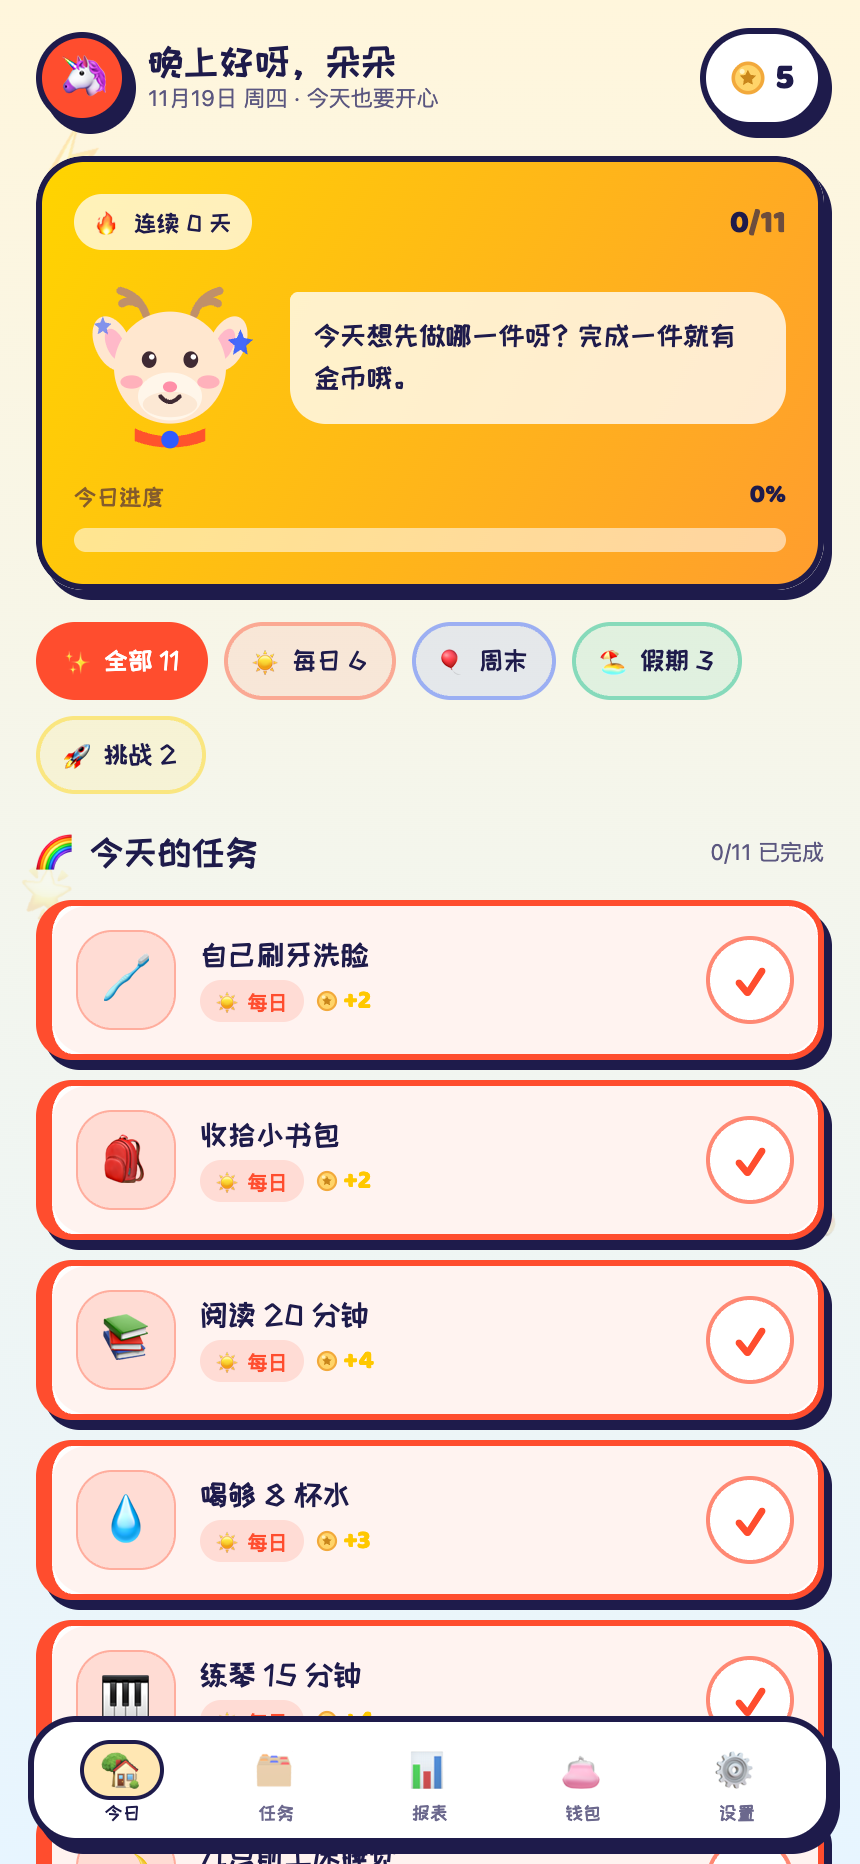 晚上好呀，朵朵
11月19日 周四 · 今天也要开心
5
连续 0 天
0/11
今天想先做哪一件呀？完成一件就有
金币哦。
今日进度
0%
全部 11
每日 6
周末
假期 3
挑战 2
今天的任务
0/11 已完成
自己刷牙洗脸
每日
+2
收拾小书包
每日
+2
阅读 20 分钟
每日
+4
喝够 8 杯水
每日
+3
练琴 15 分钟
今日
任务
报表
钱包
设置